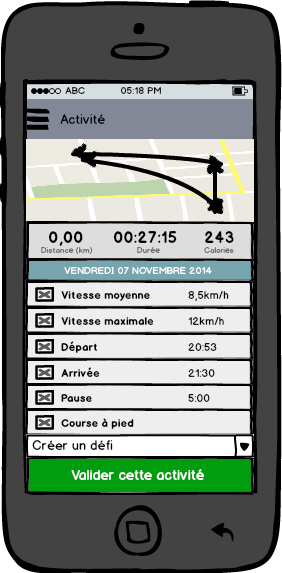 ABC 05:18 PM
Activité
0,00 00:27:15 243
Distance (km) Durée Calories
VENDREDI 07 NOVEMBRE 2014
Vitesse moyenne 8,5km/h
Vitesse maximale 12km/h
Départ 20:53
Arrivée 21:30
Pause 5:00
Course à pied
Créer un défi
Valider cette activité